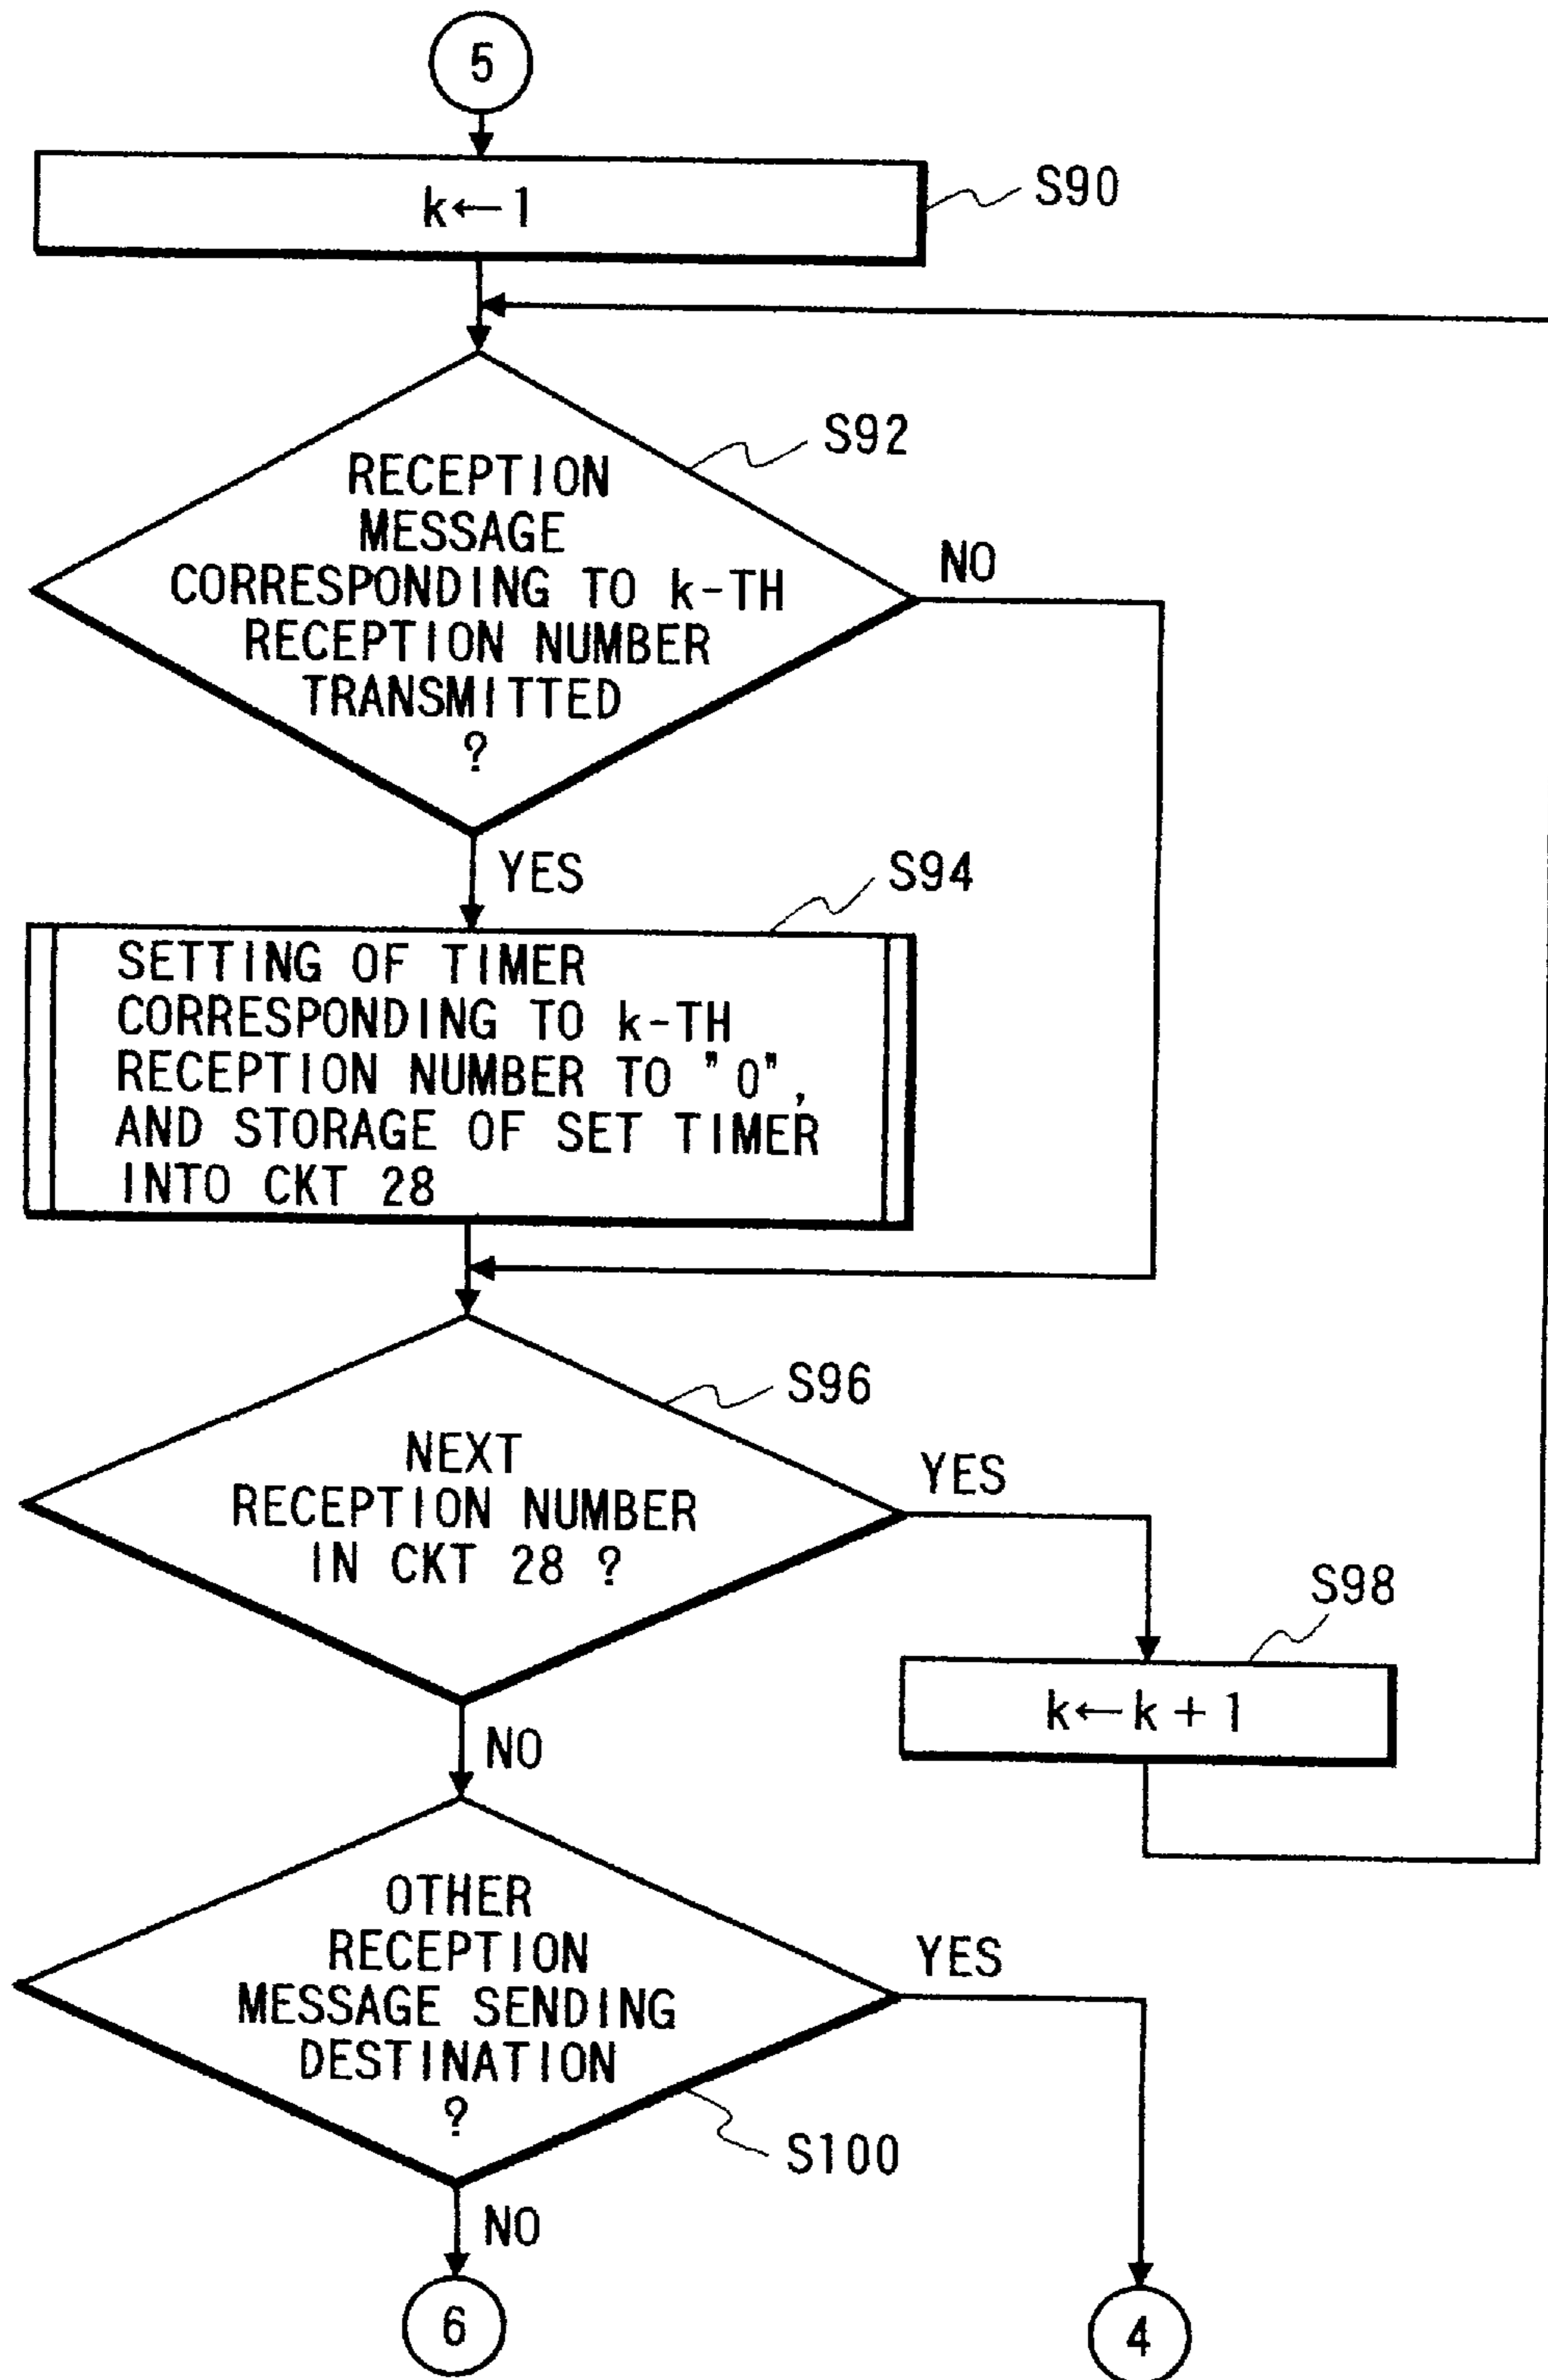 5
k←1
S90
S92
RECEPTION
MESSAGE
CORRESPONDING TO k-TH
RECEPTION NUMBER
TRANSMITTED
?
NO
YES
S94
SETTING OF TIMER
CORRESPONDING TO k-TH
RECEPTION NUMBER TO "0",
AND STORAGE OF SET TIMER
INTO CKT 28
S96
NEXT
RECEPTION NUMBER
IN CKT 28 ?
YES
S98
k←k+1
NO
OTHER
RECEPTION
MESSAGE SENDING
DESTINATION
?
YES
S100
NO
6
4